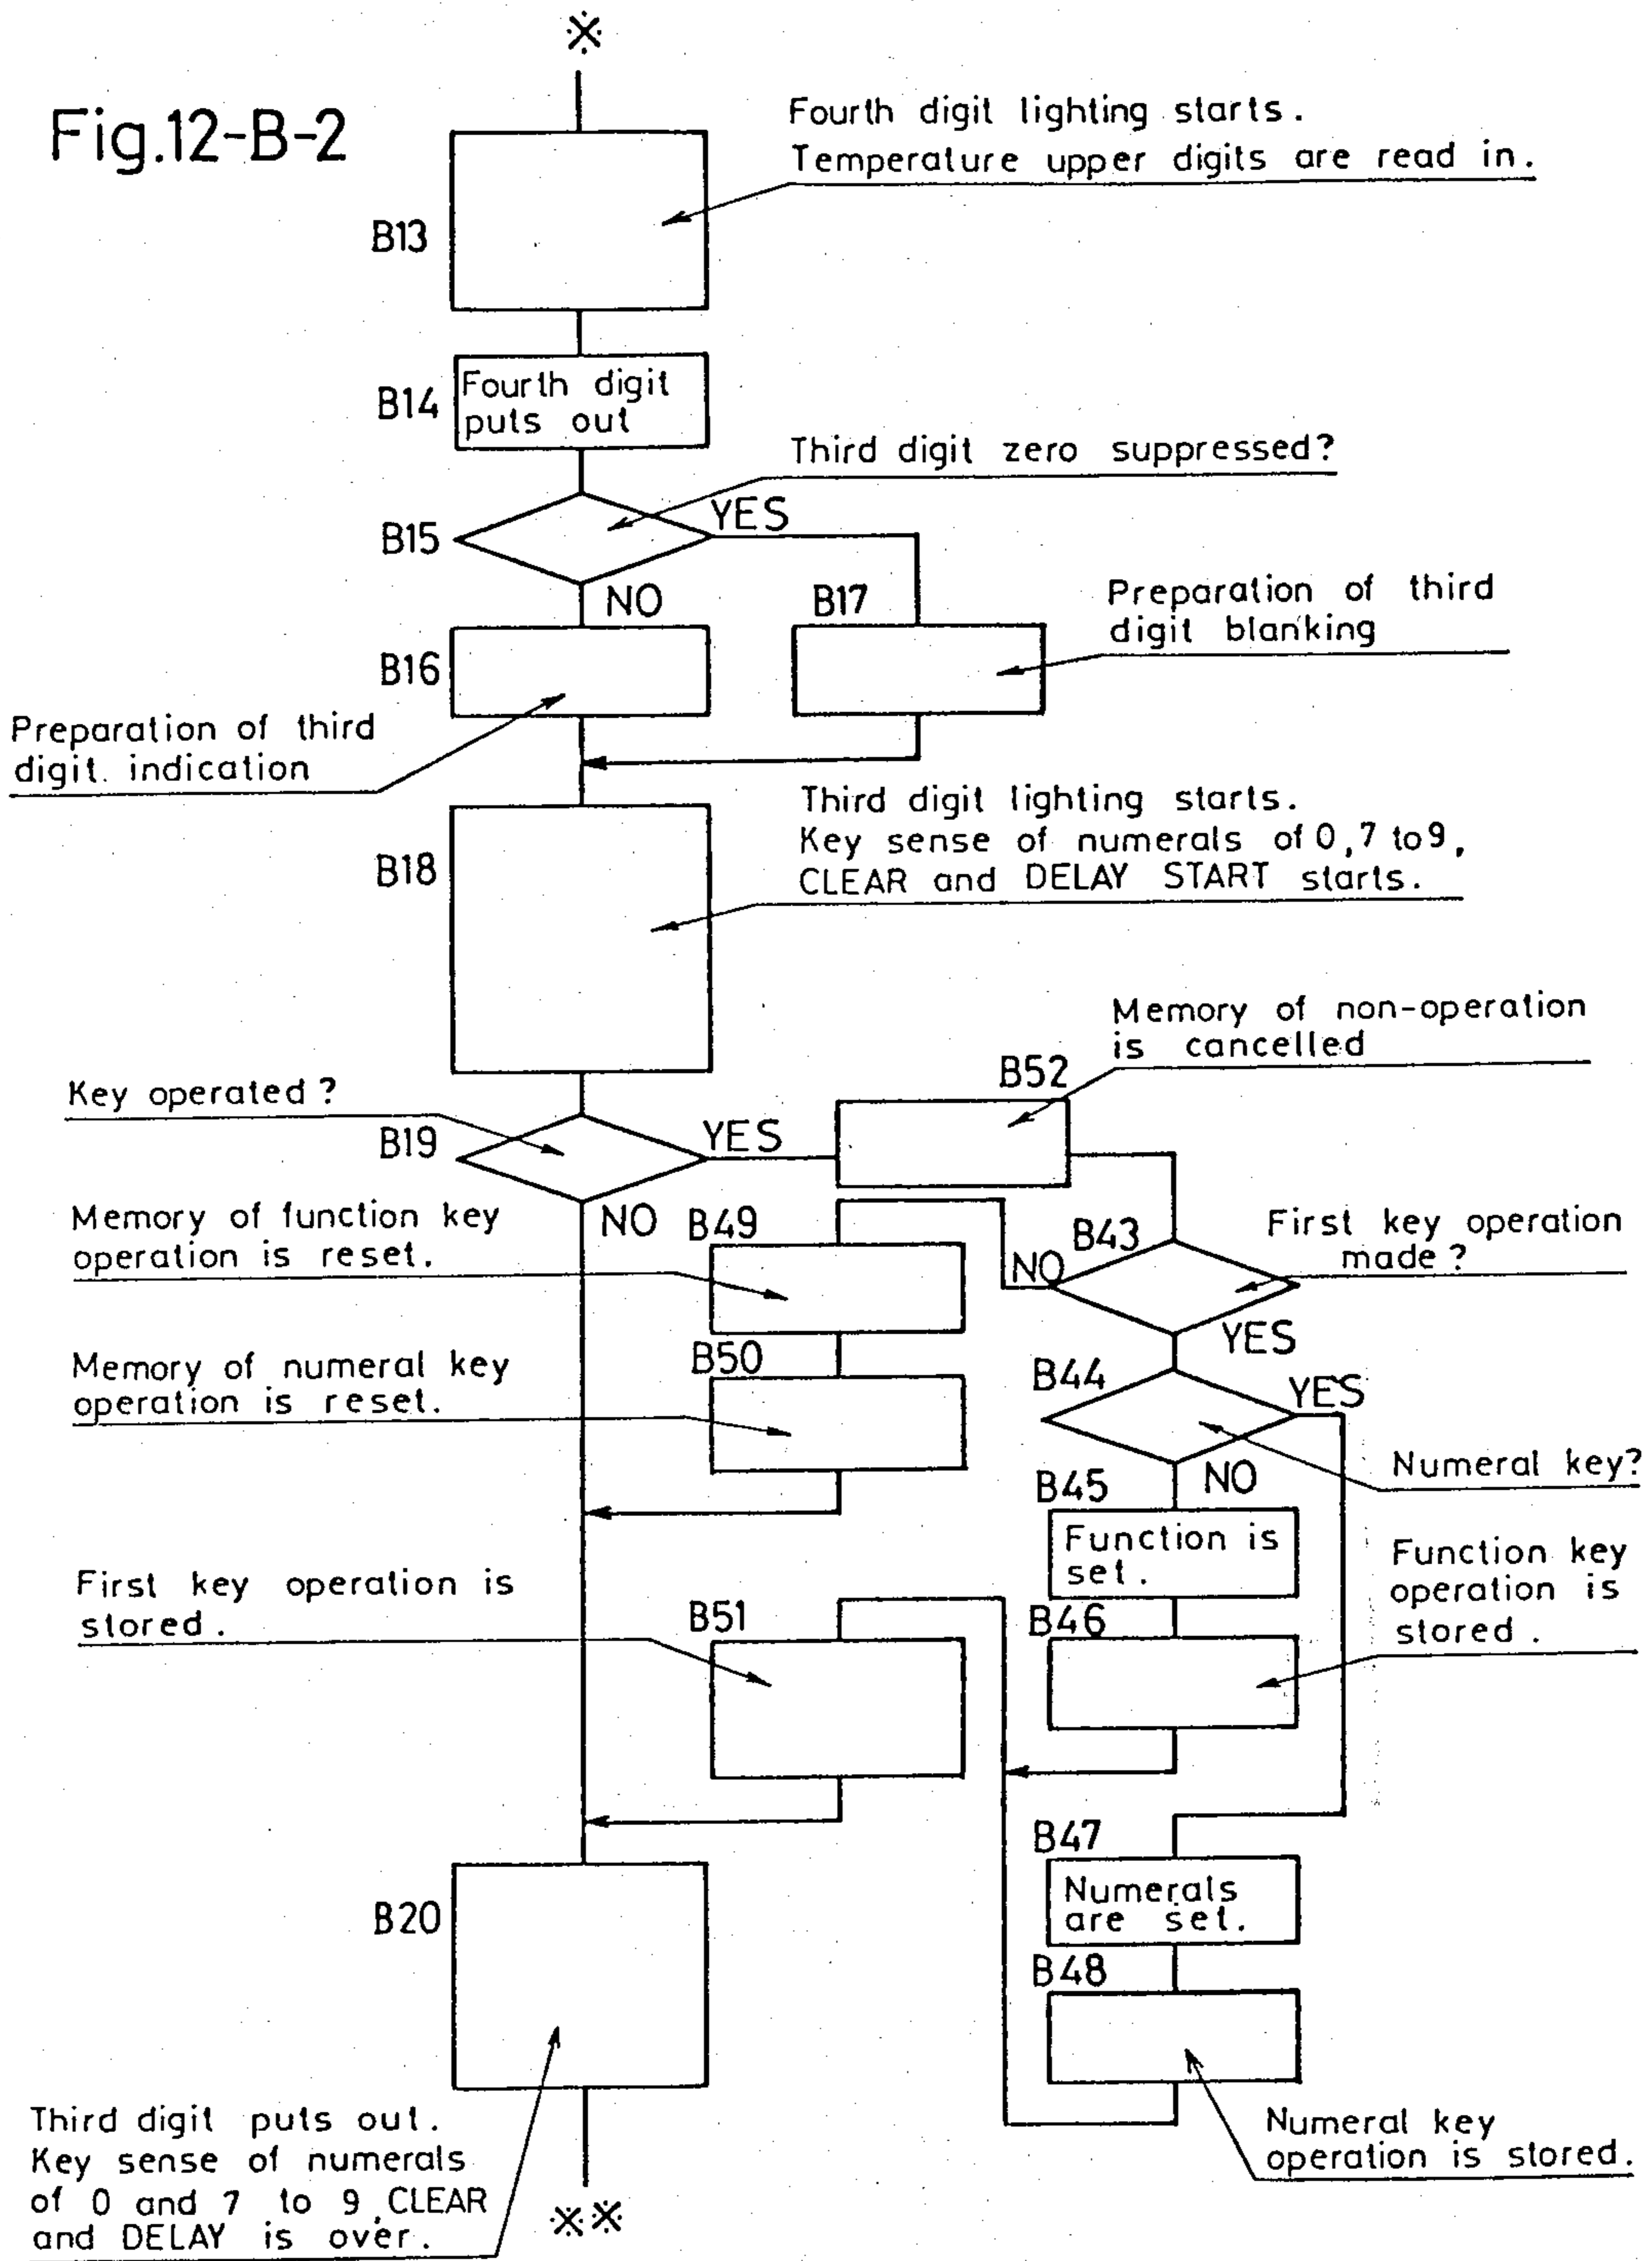 ※
Fig.12-B-2
Fourth digit lighting starts.
Temperature upper digits are read in.
B13
B14
Fourth digit
puts out
Third digit zero suppressed?
B15
YES
NO
B17
Preparation of third
digit blanking
B16
Preparation of third
digit indication
Third digit lighting starts.
Key sense of numerals of 0,7 to 9,
CLEAR and DELAY START starts.
B18
Memory of non-operation
is cancelled
B52
Key operated?
B19
YES
NO
Memory of function key
operation is reset.
B49
B43
First key operation
made?
NO
YES
Memory of numeral key
operation is reset.
B50
B44
YES
Numeral key?
NO
B45
Function is
set.
Function key
operation is
stored.
First key operation is
stored.
B51
B46
B47
Numerals
are set.
B20
B48
Third digit puts out.
Key sense of numerals
of 0 and 7 to 9,CLEAR
and DELAY is over.
Numeral key
operation is stored.
※※